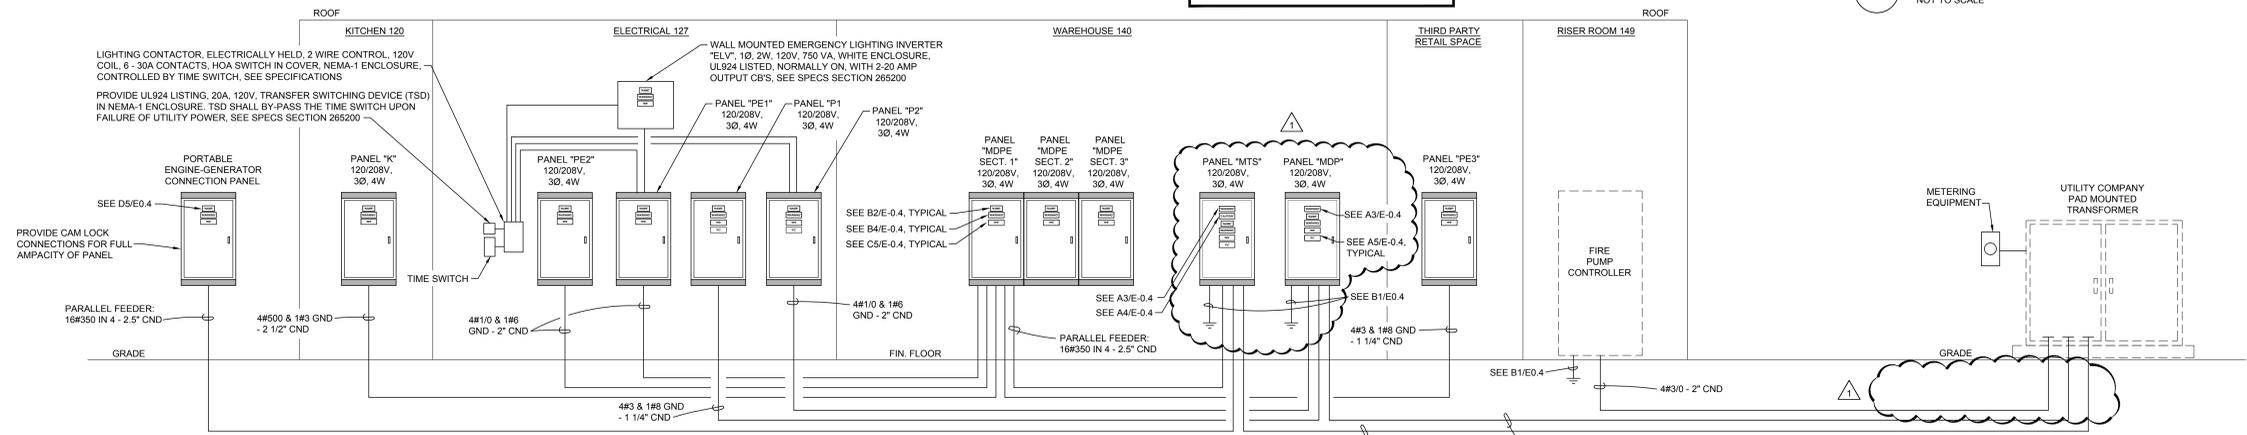 NOT TO SCALE
ROOF
ROOF
KITCHEN 120
ELECTRICAL 127
WAREHOUSE 140
THIRD PARTY
RETAIL SPACE
RISER ROOM 149
LIGHTING CONTACTOR, ELECTRICALLY HELD, 2 WIRE CONTROL, 120V
COIL, 6 - 30A CONTACTS, HOA SWITCH IN COVER, NEMA-1 ENCLOSURE,
CONTROLLED BY TIME SWITCH, SEE SPECIFICATIONS
PROVIDE UL924 LISTING, 20A, 120V, TRANSFER SWITCHING DEVICE (TSD)
IN NEMA-1 ENCLOSURE. TSD SHALL BY-PASS THE TIME SWITCH UPON
FAILURE OF UTILITY POWER, SEE SPECS SECTION 265200
WALL MOUNTED EMERGENCY LIGHTING INVERTER
"ELV", 1Ø, 2W, 120V, 750 VA, WHITE ENCLOSURE,
UL924 LISTED, NORMALLY ON, WITH 2-20 AMP
OUTPUT CB'S, SEE SPECS SECTION 265200
PANEL "PE1"
120/208V,
3Ø, 4W
PANEL "P1
120/208V,
3Ø, 4W
PANEL "P2"
120/208V,
3Ø, 4W
PORTABLE
ENGINE-GENERATOR
CONNECTION PANEL
PANEL "K"
120/208V,
3Ø, 4W
PANEL "PE2"
120/208V,
3Ø, 4W
PANEL
"MDPE
SECT. 1"
120/208V,
3Ø, 4W
PANEL
"MDPE
SECT. 2"
120/208V,
3Ø, 4W
PANEL
"MDPE
SECT. 3"
120/208V,
3Ø, 4W
1
PANEL "MTS"
120/208V,
3Ø, 4W
PANEL "MDP"
120/208V,
3Ø, 4W
PANEL "PE3"
120/208V,
3Ø, 4W
METERING
EQUIPMENT
UTILITY COMPANY
PAD MOUNTED
TRANSFORMER
SEE D5/E0.4
PROVIDE CAM LOCK
CONNECTIONS FOR FULL
AMPACITY OF PANEL
TIME SWITCH
SEE B2/E-0.4, TYPICAL
SEE B4/E-0.4, TYPICAL
SEE C5/E-0.4, TYPICAL
SEE A3/E-0.4
SEE A5/E-0.4,
TYPICAL
FIRE
PUMP
CONTROLLER
SEE A3/E-0.4
SEE A4/E-0.4
SEE B1/E0.4
PARALLEL FEEDER:
16#350 IN 4 - 2.5" CND
4#500 & 1#3 GND
- 2 1/2" CND
4#1/0 & 1#6
GND - 2" CND
4#1/0 & 1#6
GND - 2" CND
PARALLEL FEEDER:
16#350 IN 4 - 2.5" CND
4#3 & 1#8 GND
- 1 1/4" CND
GRADE
FIN. FLOOR
GRADE
SEE B1/E0.4
4#3/0 - 2" CND
1
4#3 & 1#8 GND
- 1 1/4" CND